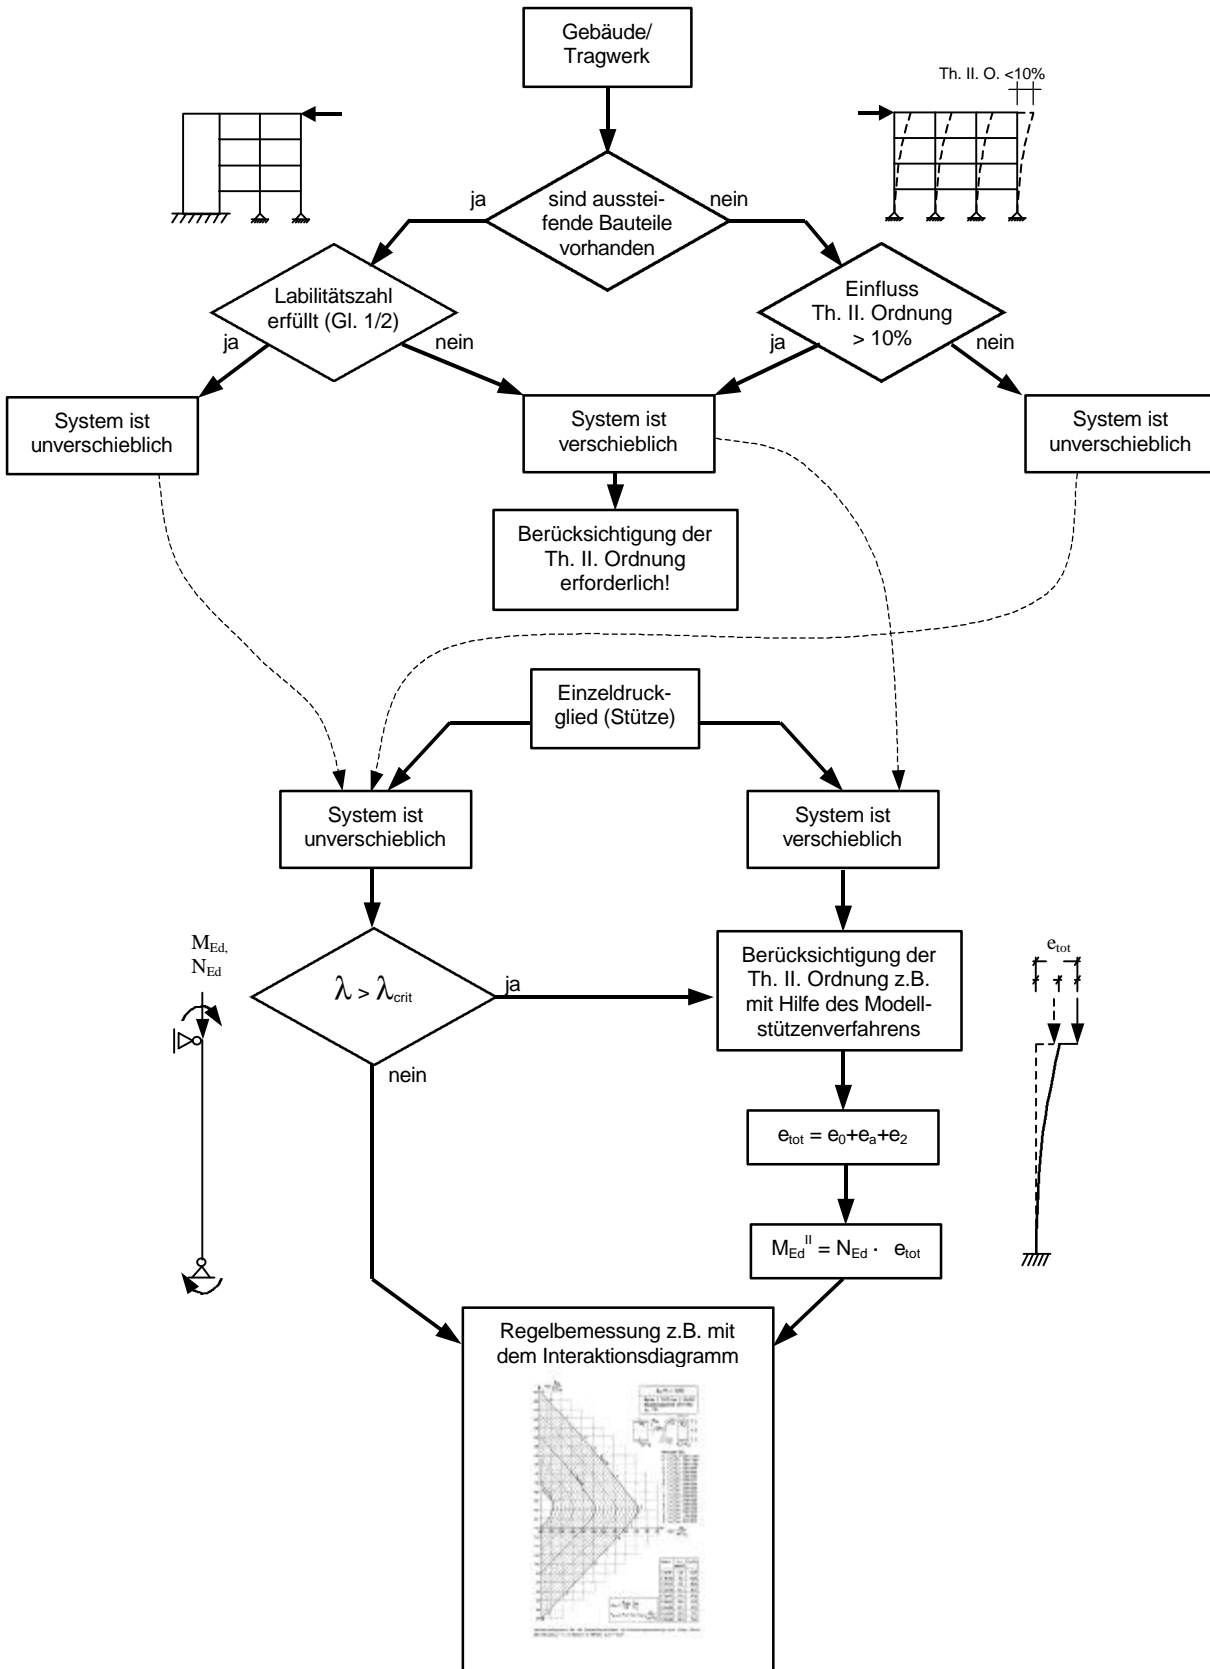 Gebäude/
Tragwerk
Th. II. O. <10%
ja
nein
sind ausstei-
fende Bauteile
vorhanden
Labilitätszahl
erfüllt (Gl. 1/2)
Einfluss
Th. II. Ordnung
> 10%
ja
nein
ja
nein
System ist
unverschieblich
System ist
verschieblich
System ist
unverschieblich
Berücksichtigung der
Th. II. Ordnung
erforderlich!
Einzeldruck-
glied (Stütze)
System ist
unverschieblich
System ist
verschieblich
M_Ed,
N_Ed
λ > λ_crit
ja
nein
Berücksichtigung der
Th. II. Ordnung z.B.
mit Hilfe des Modell-
stützenverfahrens
e_tot
e_tot = e_0+e_a+e_2
M_Ed^II = N_Ed · e_tot
Regelbemessung z.B. mit
dem Interaktionsdiagramm